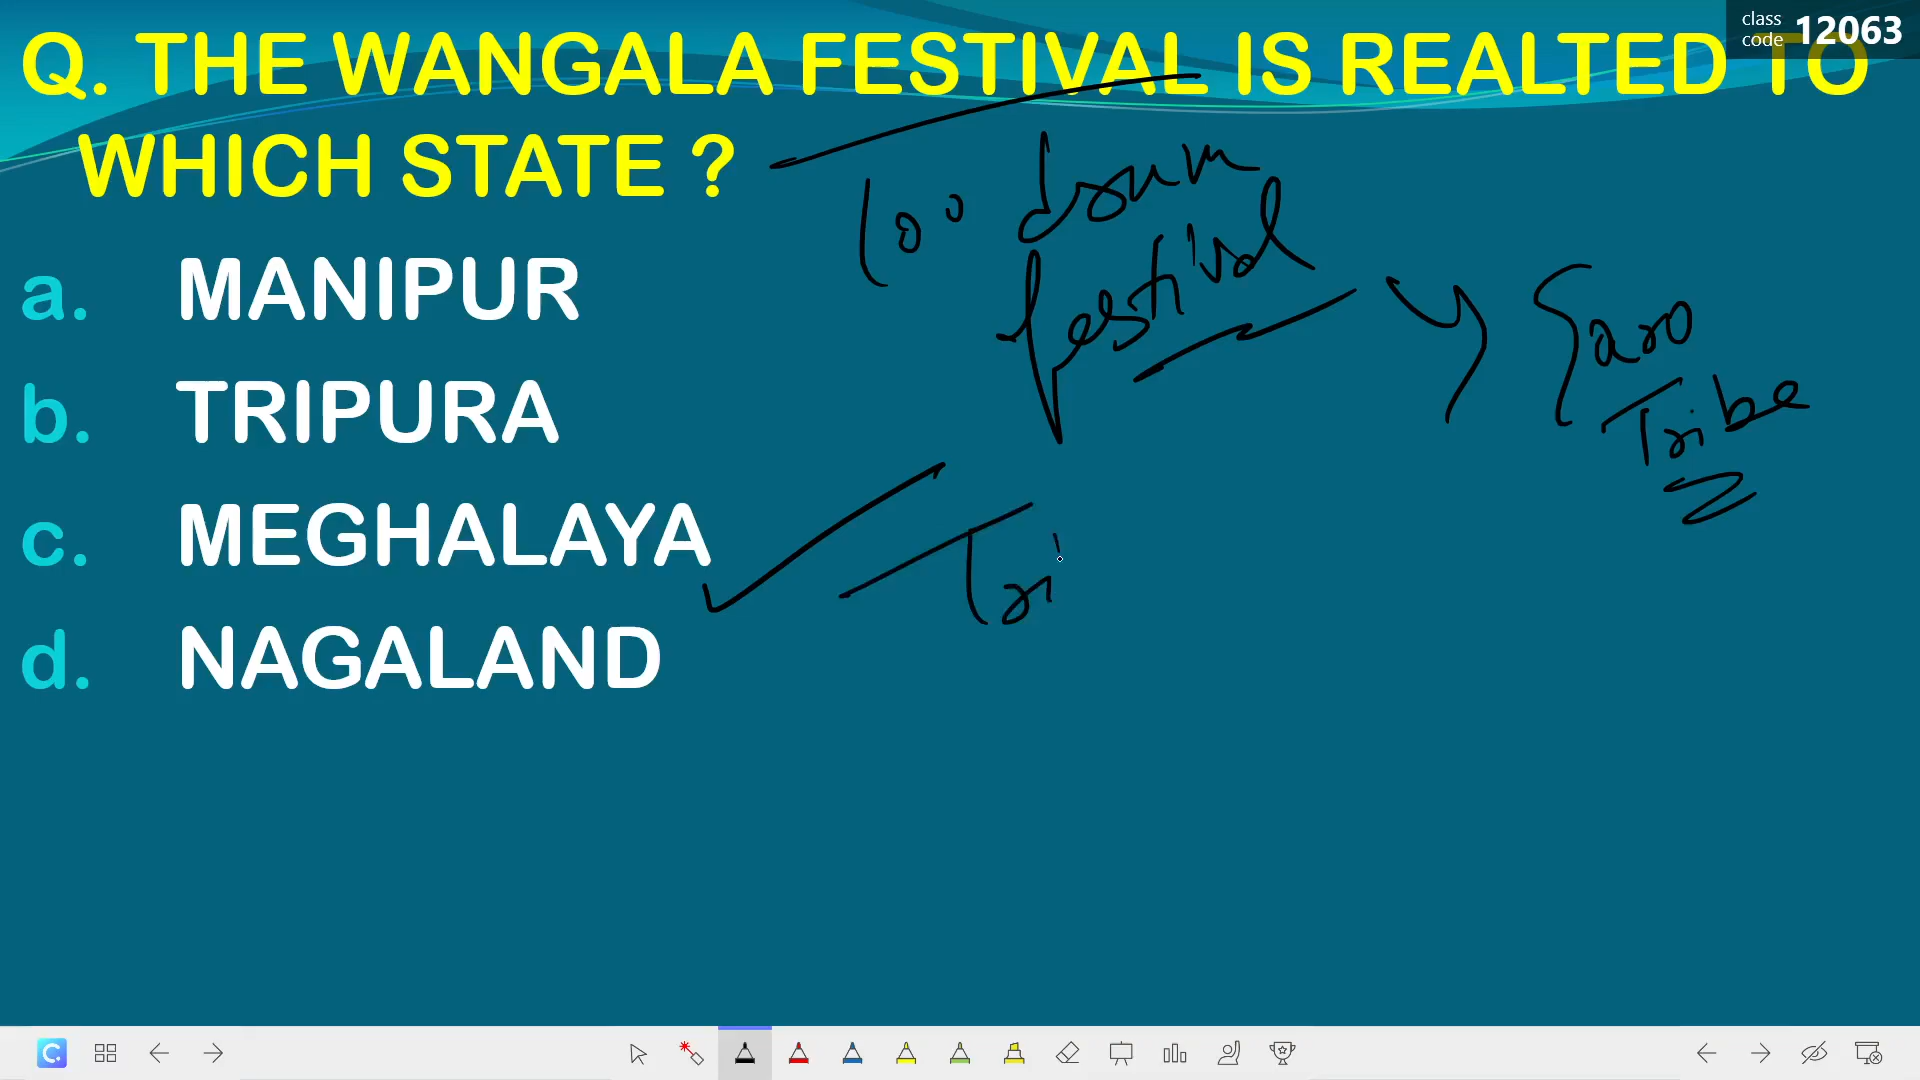 class code 12063
Q. THE WANGALA FESTIVAL IS REALTED TO
WHICH STATE ?
a. MANIPUR
b. TRIPURA
c. MEGHALAYA
d. NAGALAND
100 drum
festival
Garo
Tribe
Tri